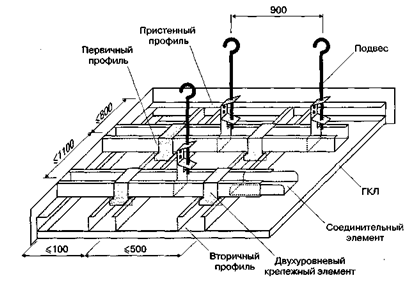 900
Пристенный
профиль
Первичный
профиль
Подвес
≤800
≤1100
ГКЛ
Соединительный
элемент
≤100
≤500
Вторичный
профиль
Двухуровневый
крепежный элемент